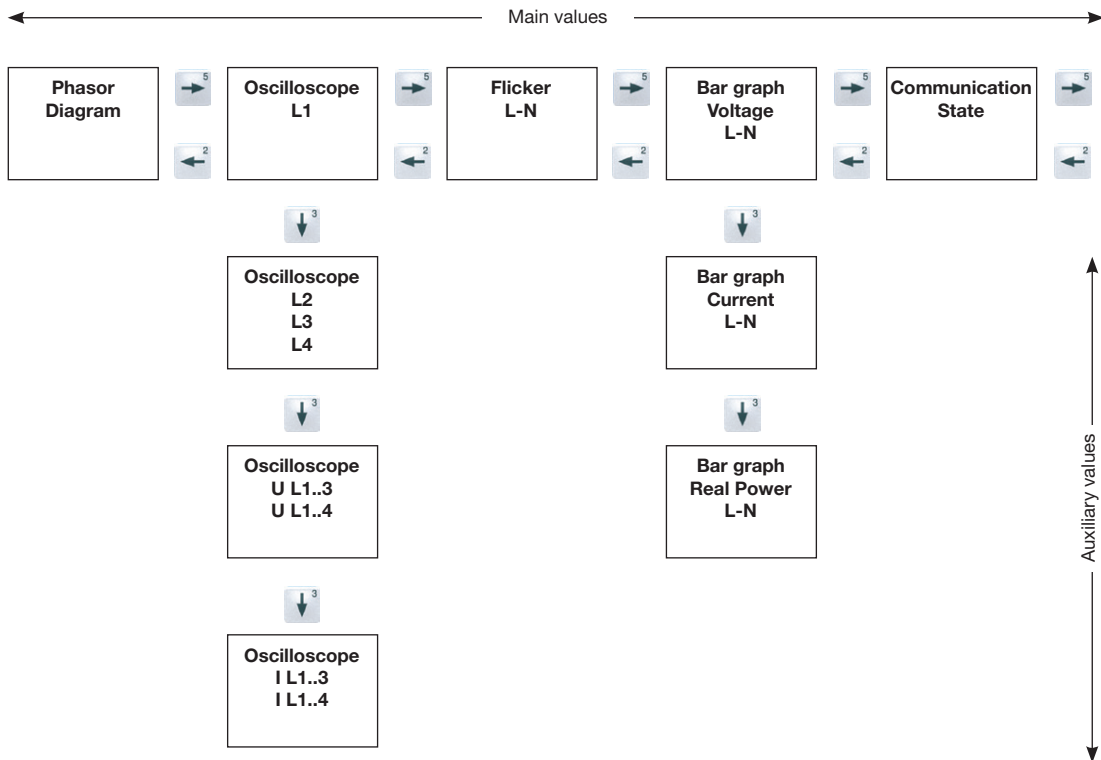 Main values
Phasor
Diagram
5
2
Oscilloscope
L1
5
2
Flicker
L-N
5
2
Bar graph
Voltage
L-N
5
2
Communication
State
5
2
3
3
Oscilloscope
L2
L3
L4
Bar graph
Current
L-N
3
3
Oscilloscope
U L1..3
U L1..4
Bar graph
Real Power
L-N
3
Oscilloscope
I L1..3
I L1..4
Auxiliary values